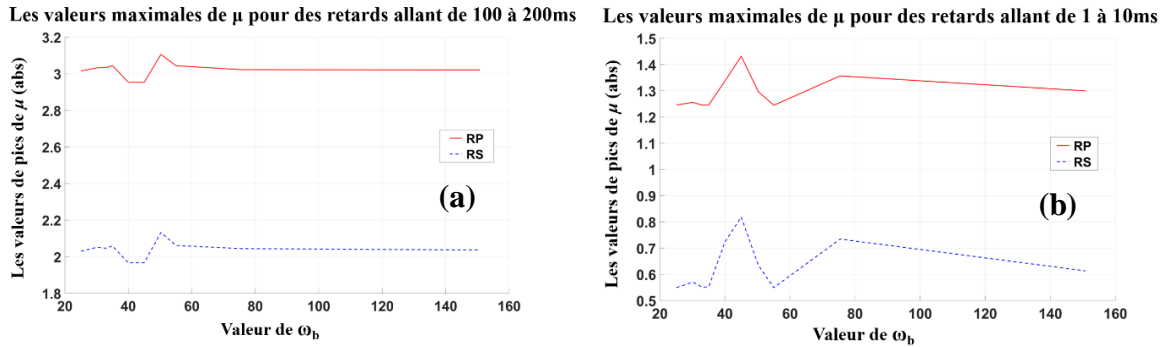 Les valeurs maximales de μ pour des retards allant de 100 à 200ms
Les valeurs de pics de μ (abs)
3.2
3
2.8
2.6
2.4
2.2
2
1.8
RP
RS
(a)
20 40 60 80 100 120 140 160
Valeur de ωb
Les valeurs maximales de μ pour des retards allant de 1 à 10ms
Les valeurs de pics de μ (abs)
1.5
1.4
1.3
1.2
1.1
1
0.9
0.8
0.7
0.6
0.5
RP
RS
(b)
20 40 60 80 100 120 140 160
Valeur de ωb